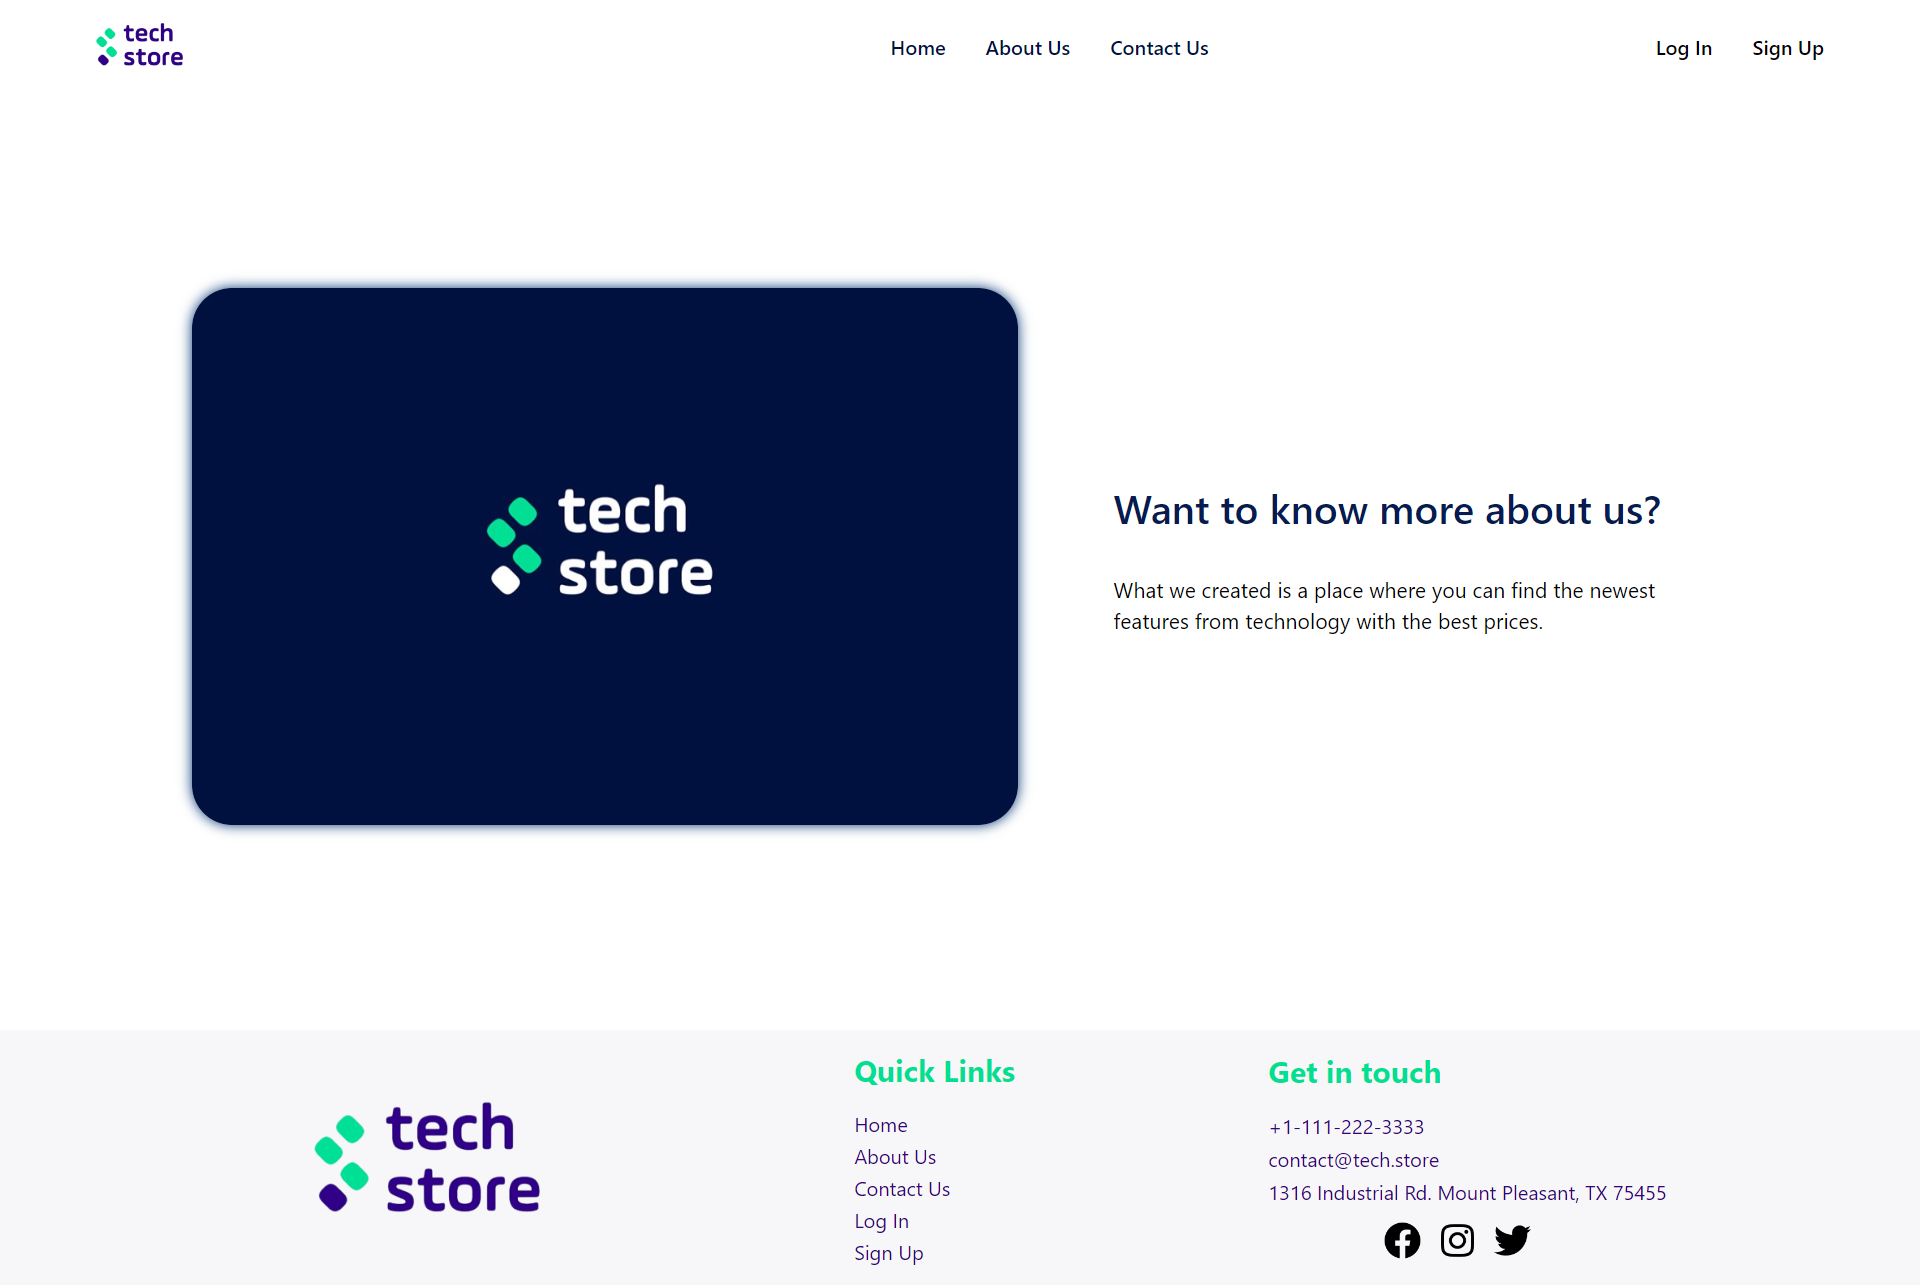 tech
store
Home
About Us
Contact Us
Log In
Sign Up
tech
store
Want to know more about us?
What we created is a place where you can find the newest
features from technology with the best prices.
tech
store
Quick Links
Home
About Us
Contact Us
Log In
Sign Up
Get in touch
+1-111-222-3333
contact@tech.store
1316 Industrial Rd. Mount Pleasant, TX 75455